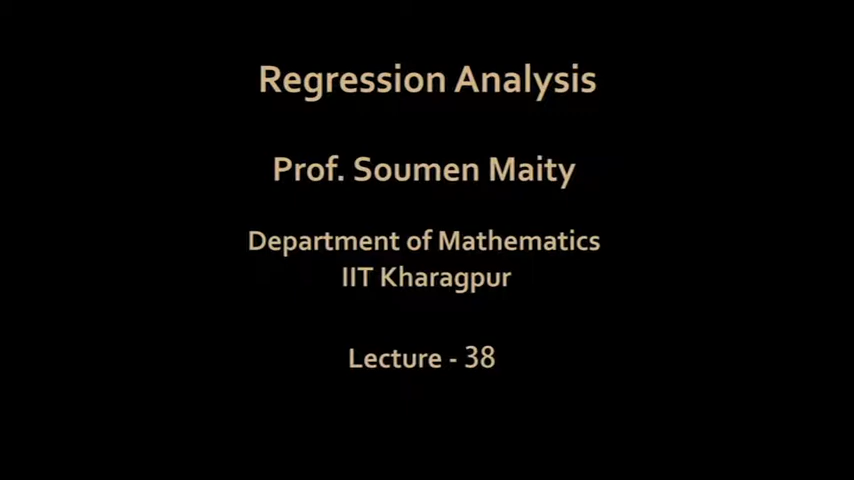 Regression Analysis
Prof. Soumen Maity
Department of Mathematics
IIT Kharagpur
Lecture - 38